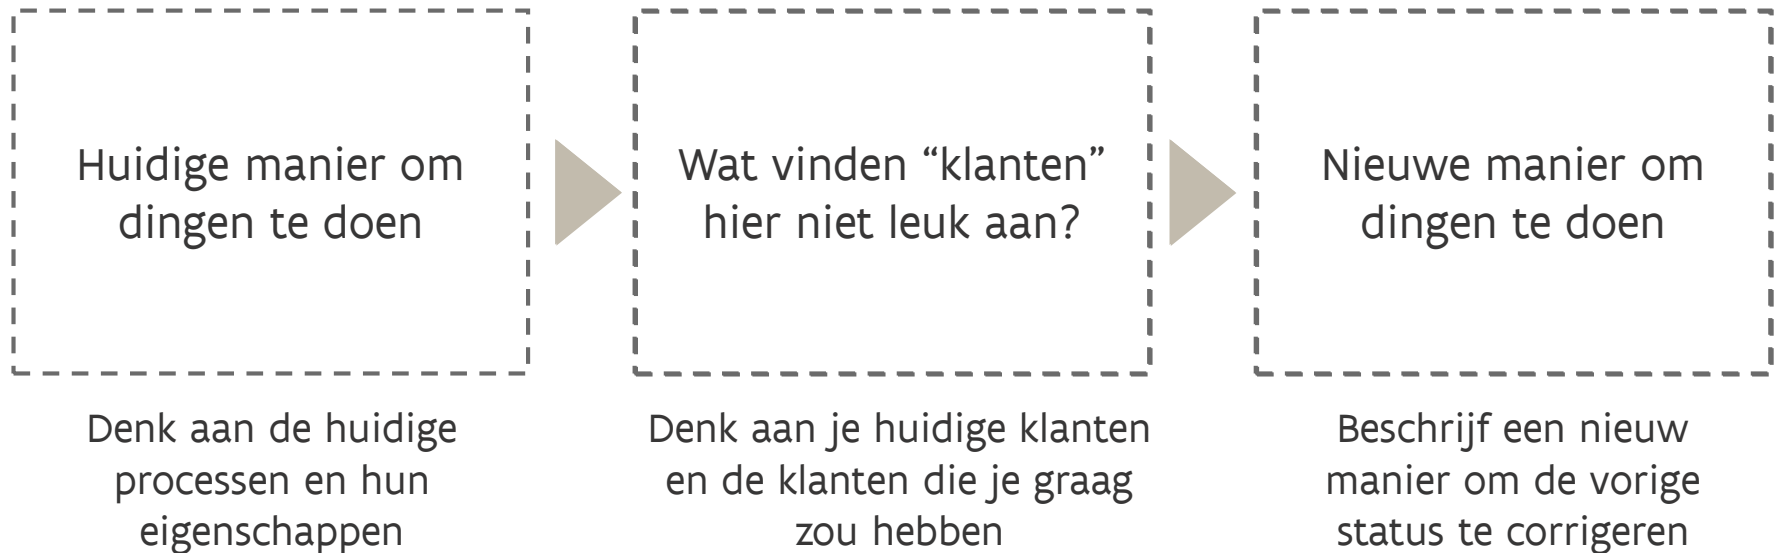 Huidige manier om
dingen te doen
Wat vinden “klanten”
hier niet leuk aan?
Nieuwe manier om
dingen te doen
Denk aan de huidige
processen en hun
eigenschappen
Denk aan je huidige klanten
en de klanten die je graag
zou hebben
Beschrijf een nieuw
manier om de vorige
status te corrigeren